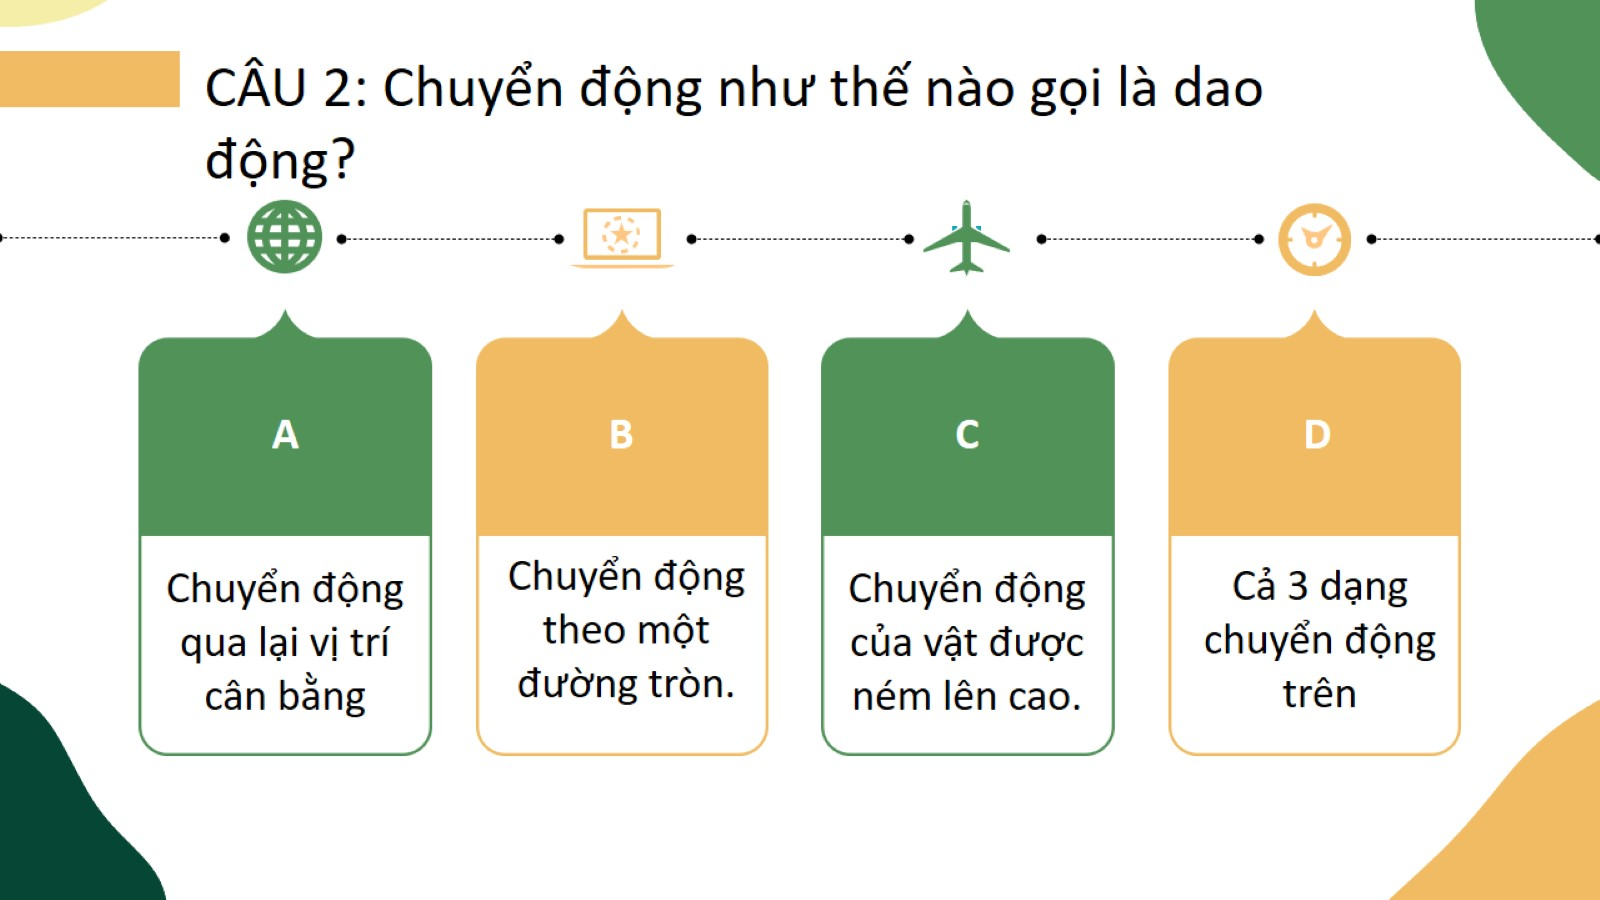 CÂU 2: Chuyển động như thế nào gọi là dao
động?
A
Chuyển động
qua lại vị trí
cân bằng
B
Chuyển động
theo một
đường tròn.
C
Chuyển động
của vật được
ném lên cao.
D
Cả 3 dạng
chuyển động
trên